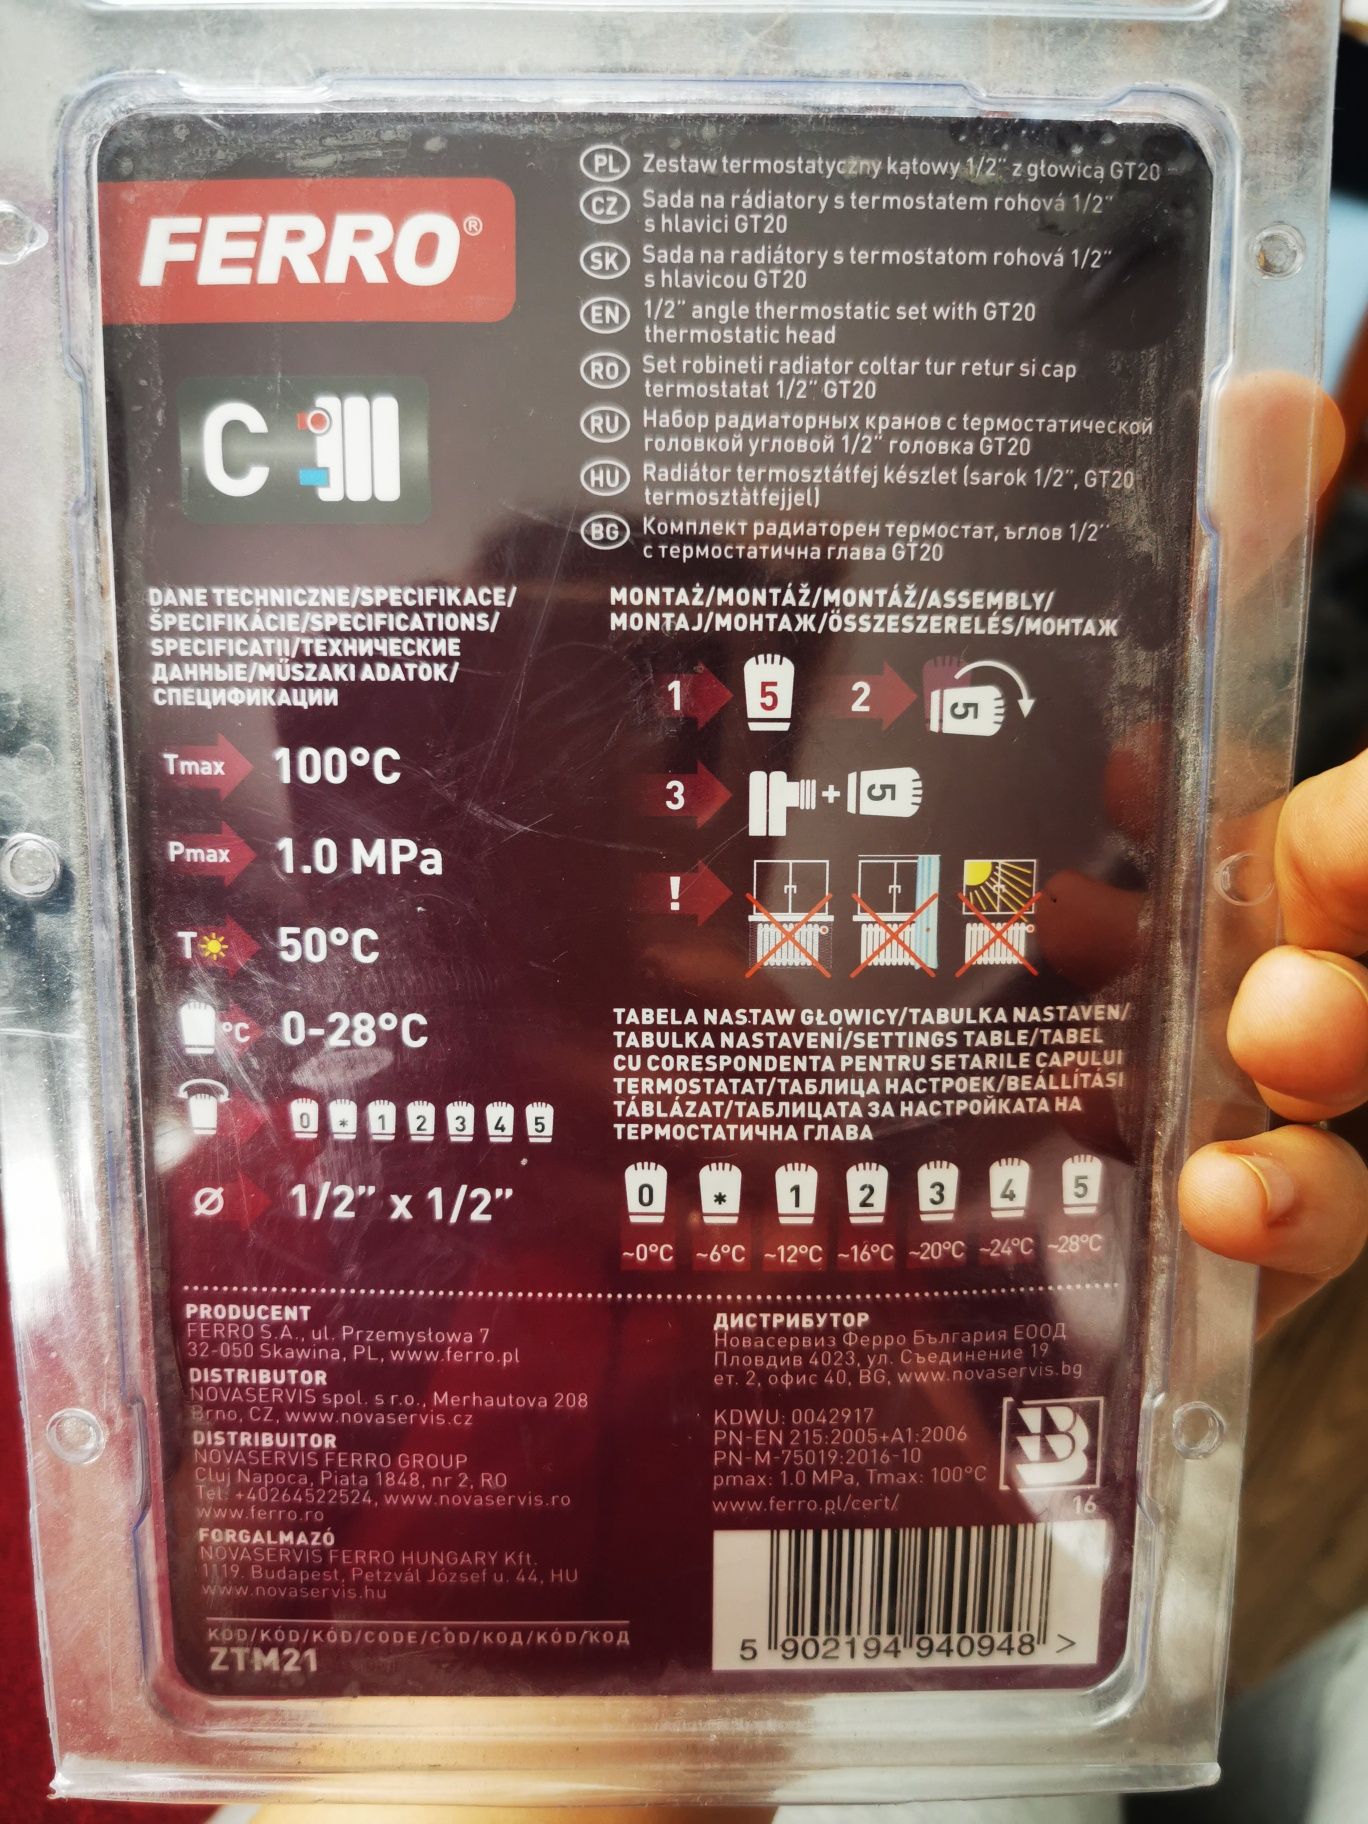 FERRO®
C
PL Zestaw termostatyczny kątowy 1/2" z głowicą GT20
CZ Sada na rádiatory s termostatem rohová 1/2"
s hlavici GT20
SK Sada na radiátory s termostatom rohová 1/2"
s hlavicou GT20
EN 1/2" angle thermostatic set with GT20
thermostatic head
RO Set robineti radiator coltar tur retur si cap
termostatat 1/2" GT20
RU Набор радиаторных кранов с термостатической
головкой угловой 1/2" головка GT20
HU Radiátor termosztátfej készlet (sarok 1/2", GT20
termosztàtfejjel)
BG Комплект радиаторен термостат, ъглов 1/2"
с термостатична глава GT20
DANE TECHNICZNE/SPECIFIKACE/
ŠPECIFIKÁCIE/SPECIFICATIONS/
SPECIFICATII/ТЕХНИЧЕСКИЕ
ДАННЫЕ/MŰSZAKI ADATOK/
СПЕЦИФИКАЦИИ
Tmax 100°C
Pmax 1.0 MPa
T 50°C
°C 0-28°C
0 * 1 2 3 4 5
Ø 1/2" x 1/2"
MONTAŻ/MONTÁŽ/MONTÁŽ/ASSEMBLY/
MONTAJ/МОНТАЖ/ÖSSZESZERELÉS/МОНТАЖ
1 5 2 5
3 + 5
!
TABELA NASTAW GŁOWICY/TABULKA NASTAVEN/
TABULKA NASTAVENÍ/SETTINGS TABLE/TABEL
CU CORESPONDENTA PENTRU SETARILE CAPULUI
TERMOSTATAT/ТАБЛИЦА НАСТРОЕК/BEÁLLÍTÁSI
TÁBLÁZAT/ТАБЛИЦАТА ЗА НАСТРОЙКАТА НА
ТЕРМОСТАТИЧНА ГЛАВА
0 * 1 2 3 4 5
~0°C ~6°C ~12°C ~16°C ~20°C ~24°C ~28°C
PRODUCENT
FERRO S.A., ul. Przemysłowa 7
32-050 Skawina, PL, www.ferro.pl
DISTRIBUTOR
NOVASERVIS spol. s r.o., Merhautova 208
Brno, CZ, www.novaservis.cz
DISTRIBUITOR
NOVASERVIS FERRO GROUP
Cluj Napoca, Piata 1848, nr 2, RO
Tel: +40264522524, www.novaservis.ro
www.ferro.ro
FORGALMAZÓ
NOVASERVIS FERRO HUNGARY Kft.
1119. Budapest, Petzvál József u. 44, HU
www.novaservis.hu
KOD/KÓD/KÓD/CODE/COD/КОД/KÓD/КОД
ZTM21
ДИСТРИБУТОР
Новасервиз Ферро България ЕООД
Пловдив 4023, ул. Съединение 19
ет. 2, офис 40, BG, www.novaservis.bg
KDWU: 0042917
PN-EN 215:2005+A1:2006
PN-M-75019:2016-10
pmax: 1.0 MPa, Tmax: 100°C
www.ferro.pl/cert/
16
5 902194 940948 >